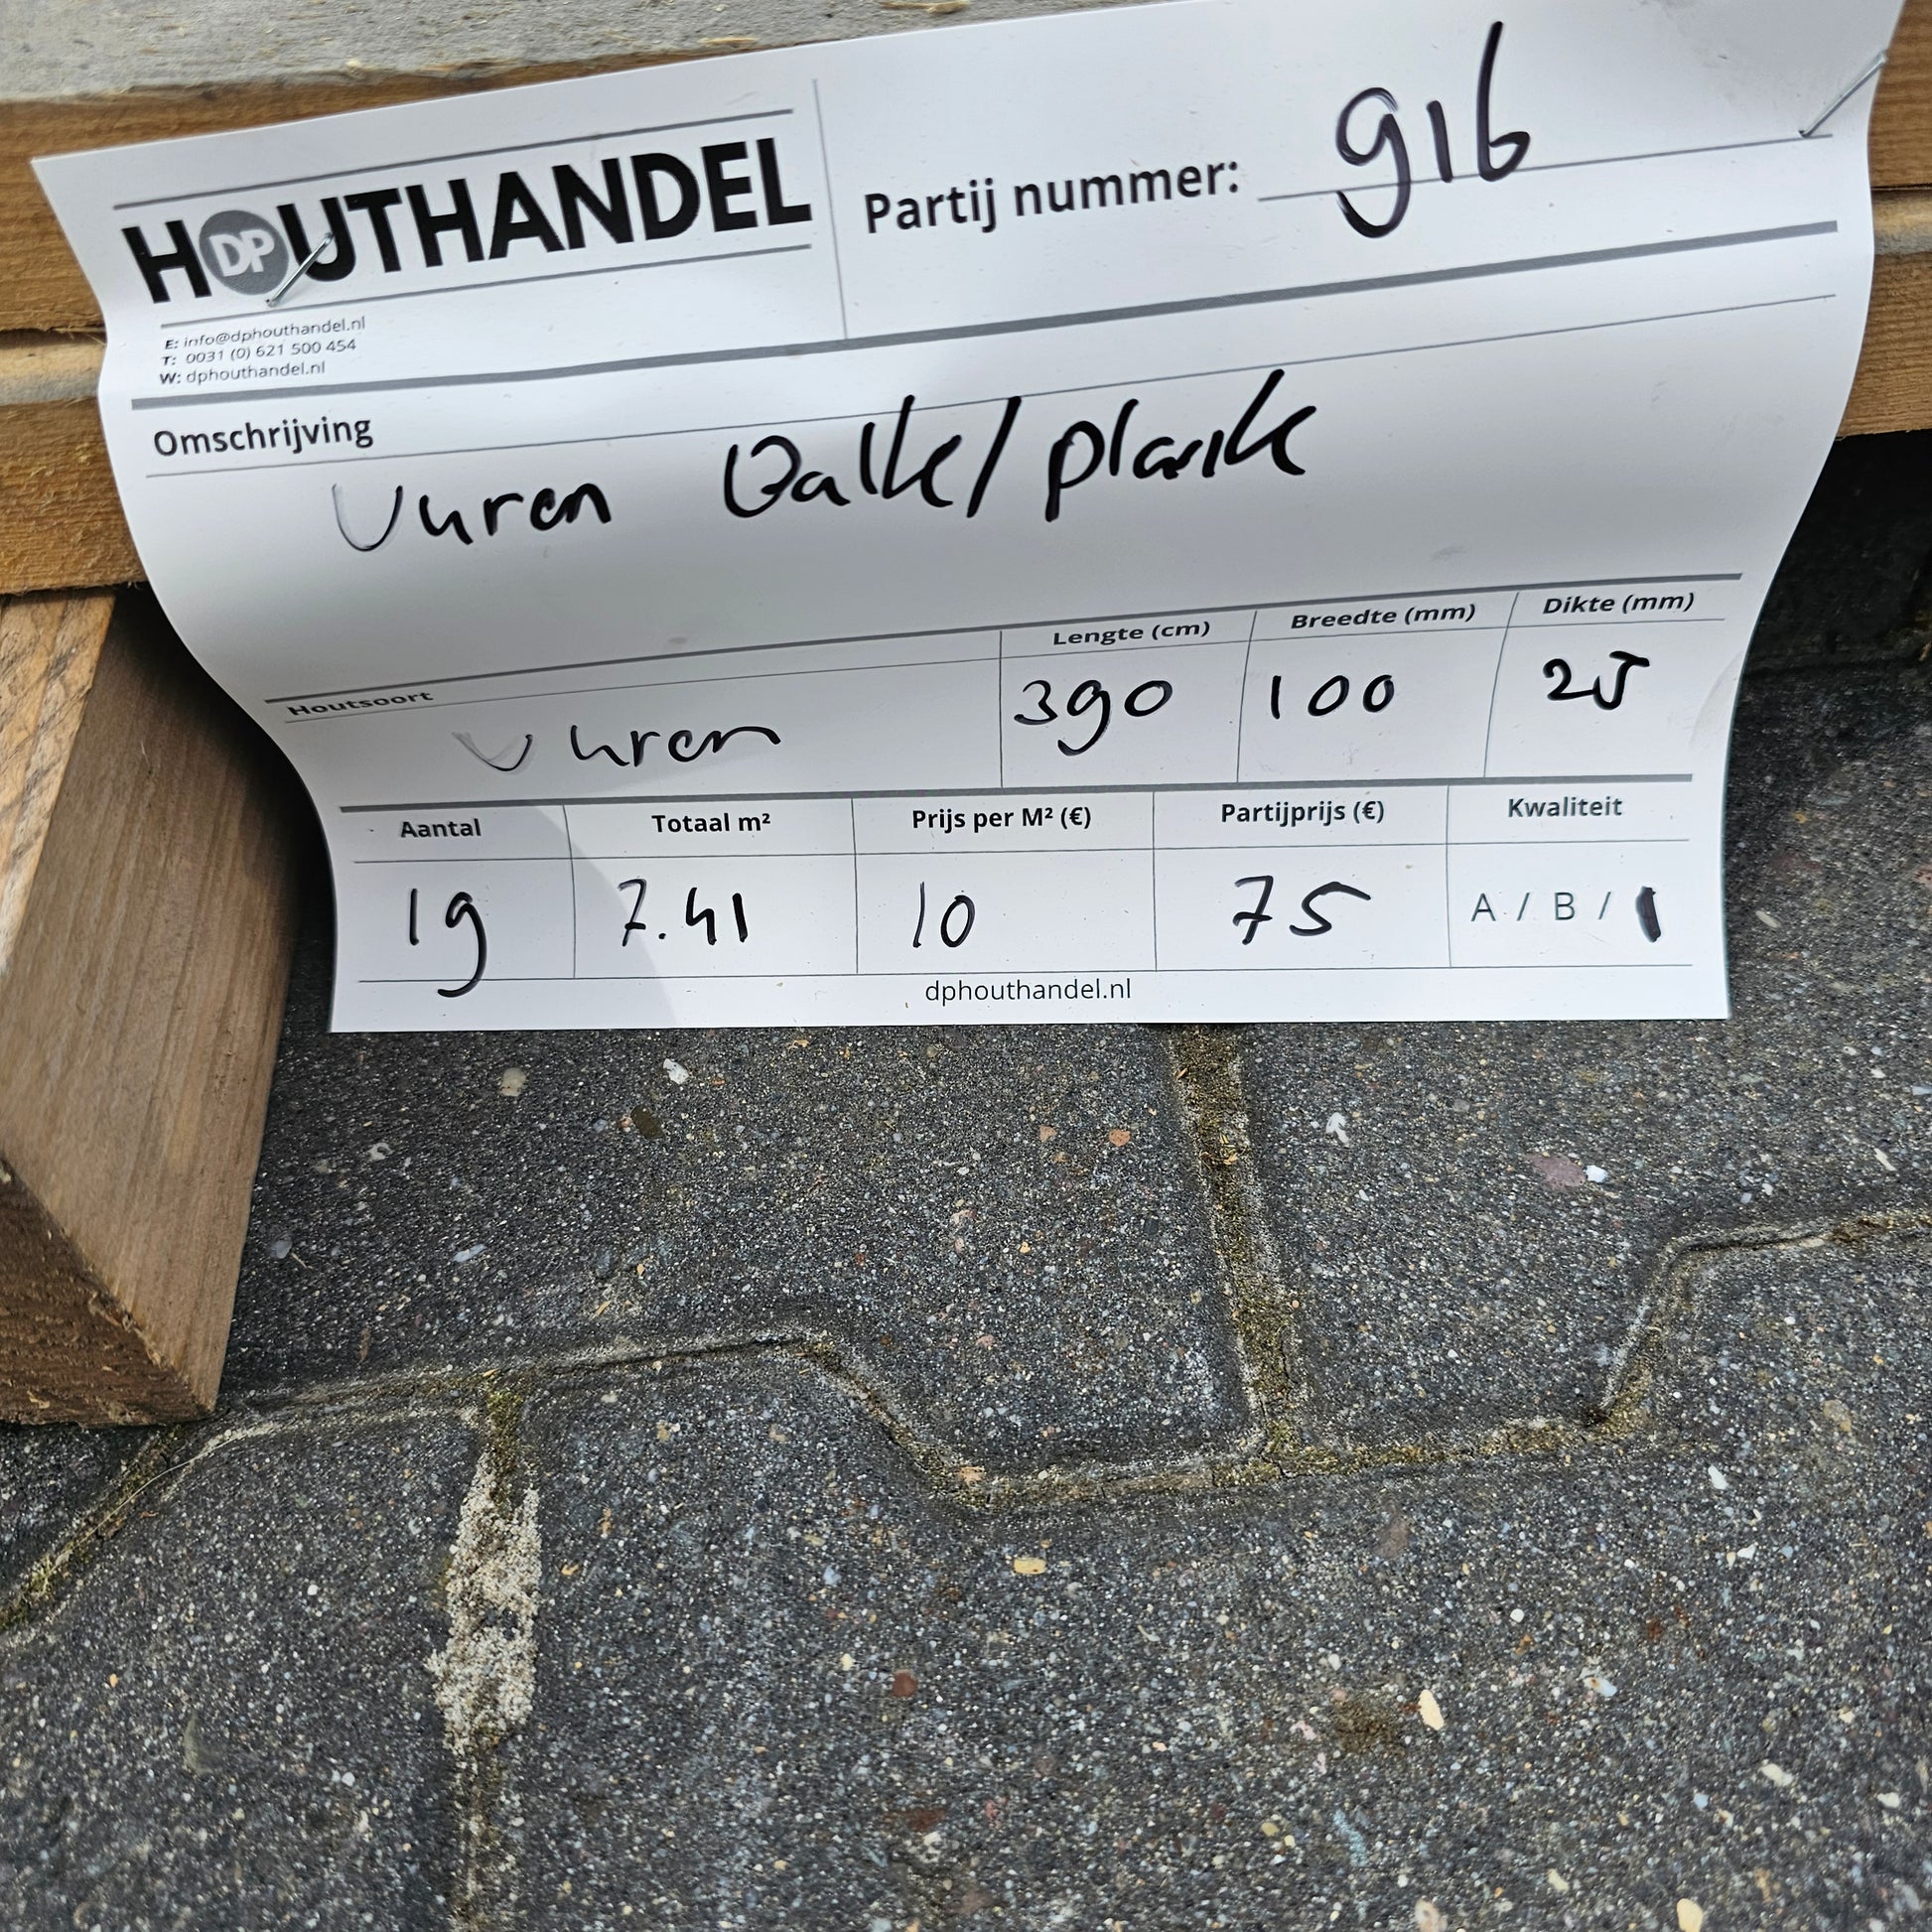 HOUTHANDEL
DP
Partij nummer: 916
E: info@dphouthandel.nl
T: 0031 (0) 621 500 454
W: dphouthandel.nl
Omschrijving
Vuren Balk/plank
Houtsoort Lengte (cm) Breedte (mm) Dikte (mm)
Vuren 390 100 25
Aantal Totaal m² Prijs per M² (€) Partijprijs (€) Kwaliteit
19 7.41 10 75 A / B /
dphouthandel.nl